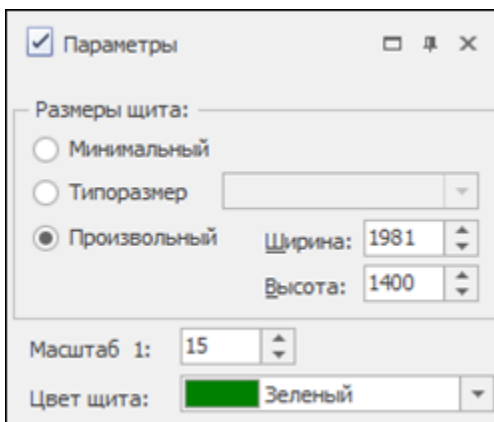 Параметры
Размеры щита:
Минимальный
Типоразмер
Произвольный Ширина: 1981
Высота: 1400
Масштаб 1: 15
Цвет щита: Зеленый